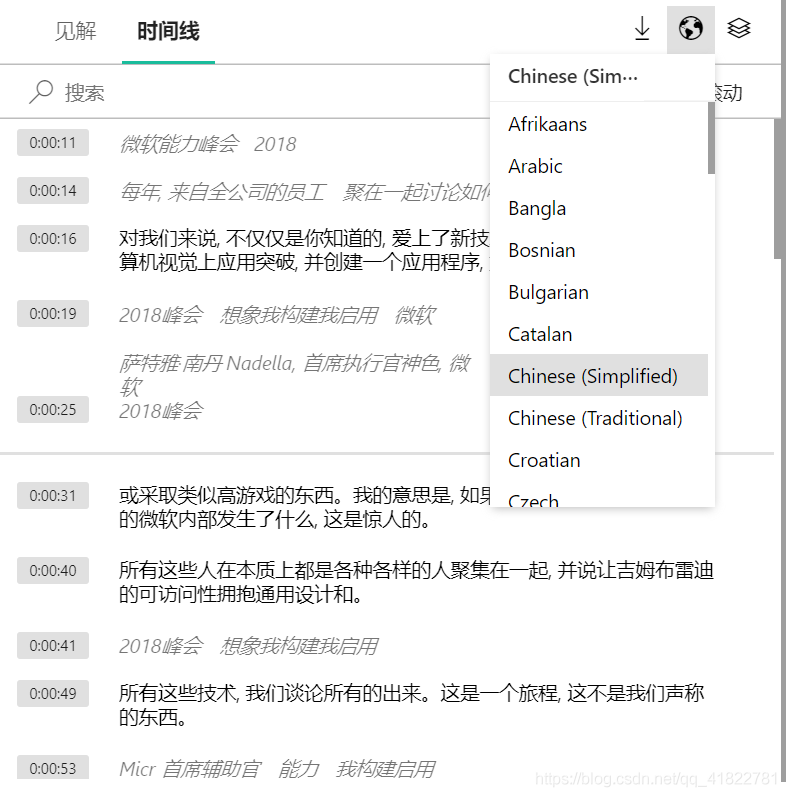 见解 时间线
Chinese (Sim···
搜索 滚动
Afrikaans
Arabic
Bangla
Bosnian
Bulgarian
Catalan
Chinese (Simplified)
Chinese (Traditional)
Croatian
Czech
0:00:11 微软能力峰会 2018
0:00:14 每年, 来自全公司的员工 聚在一起讨论如何
0:00:16 对我们来说, 不仅仅是你知道的, 爱上了新技
算机视觉上应用突破, 并创建一个应用程序,
0:00:19 2018峰会 想象我构建我启用 微软
萨特雅·南丹 Nadella, 首席执行官神色, 微
软
0:00:25 2018峰会
0:00:31 或采取类似高游戏的东西。我的意思是, 如果
的微软内部发生了什么, 这是惊人的。
0:00:40 所有这些人在本质上都是各种各样的人聚集在一起, 并说让吉姆布雷迪
的可访问性拥抱通用设计和。
0:00:41 2018峰会 想象我构建我启用
0:00:49 所有这些技术, 我们谈论所有的出来。这是一个旅程, 这不是我们声称
的东西。
0:00:53 Micr 首席辅助官 能力 我构建启用
https://blog.csdn.net/qq_41822781